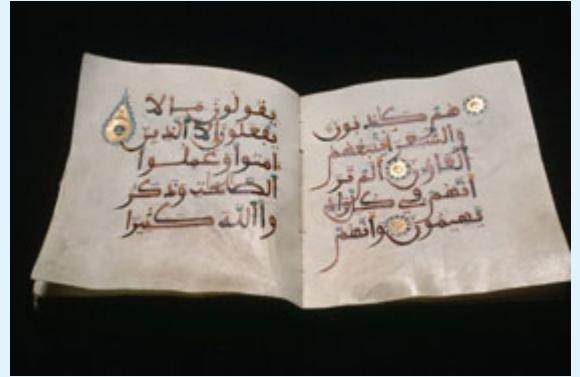 هم كذبون
والشعرا يتبعهم
الغاون الم تر
انهم في كل واد
يهيمون وانهم
يقولون ما لا
يفعلون الا الذين
امنوا وعملوا
الصلحت وذكر
وا الله كثيرا